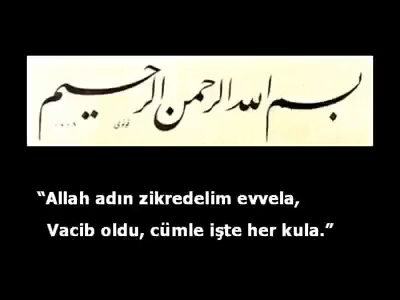 بسم الله الرحمن الرحيم
“Allah adın zikredelim evvela,
Vacib oldu, cümle işte her kula.”